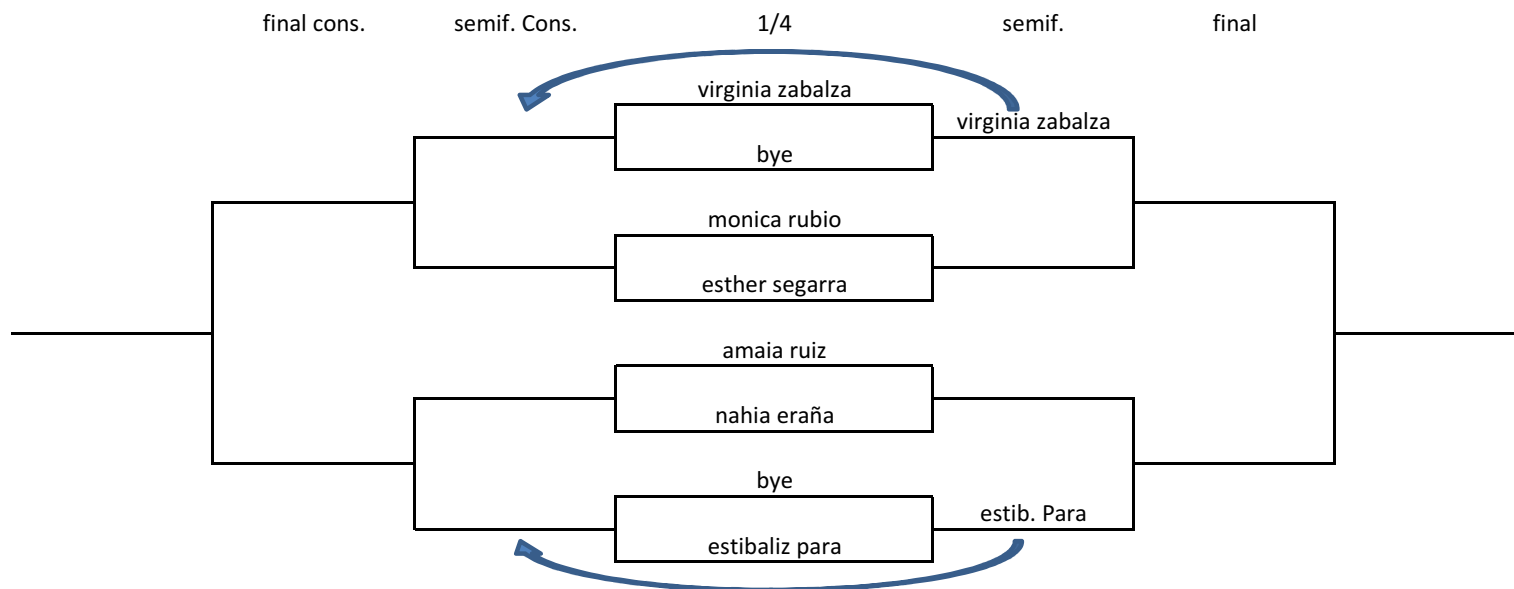 final cons. semif. Cons. 1/4 semif. final
virginia zabalza
virginia zabalza
bye
monica rubio
esther segarra
amaia ruiz
nahia eraña
bye
estib. Para
estibaliz para